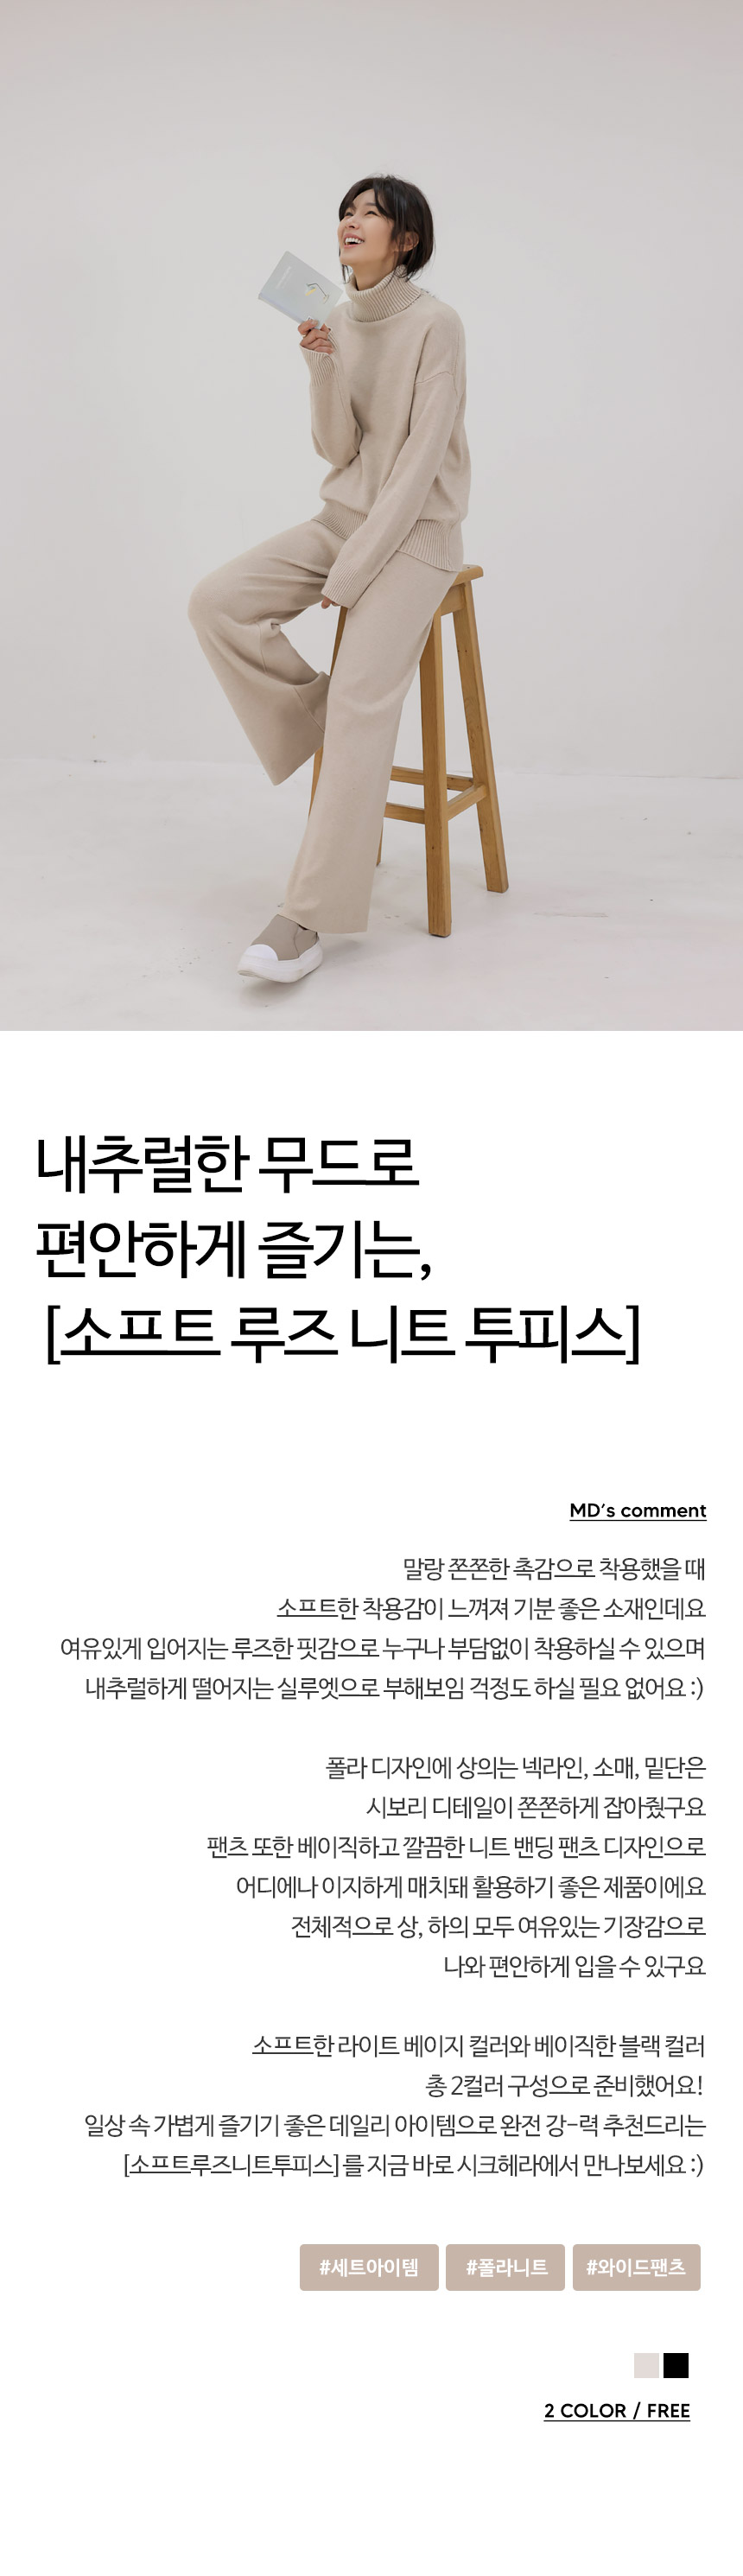 내추럴한 무드로
편안하게 즐기는,
[소프트 루즈 니트 투피스]
MD's comment
말랑 쫀쫀한 촉감으로 착용했을 때
소프트한 착용감이 느껴져 기분 좋은 소재인데요
여유있게 입어지는 루즈한 핏감으로 누구나 부담없이 착용하실 수 있으며
내추럴하게 떨어지는 실루엣으로 부해보임 걱정도 하실 필요 없어요 :)
폴라 디자인에 상의는 넥라인, 소매, 밑단은
시보리 디테일이 쫀쫀하게 잡아줬구요
팬츠 또한 베이직하고 깔끔한 니트 밴딩 팬츠 디자인으로
어디에나 이지하게 매치돼 활용하기 좋은 제품이에요
전체적으로 상, 하의 모두 여유있는 기장감으로
나와 편안하게 입을 수 있구요
소프트한 라이트 베이지 컬러와 베이직한 블랙 컬러
총 2컬러 구성으로 준비했어요!
일상 속 가볍게 즐기기 좋은 데일리 아이템으로 완전 강-력 추천드리는
[소프트루즈니트투피스]를 지금 바로 시크헤라에서 만나보세요 :)
#세트아이템 #폴라니트 #와이드팬츠
2 COLOR / FREE